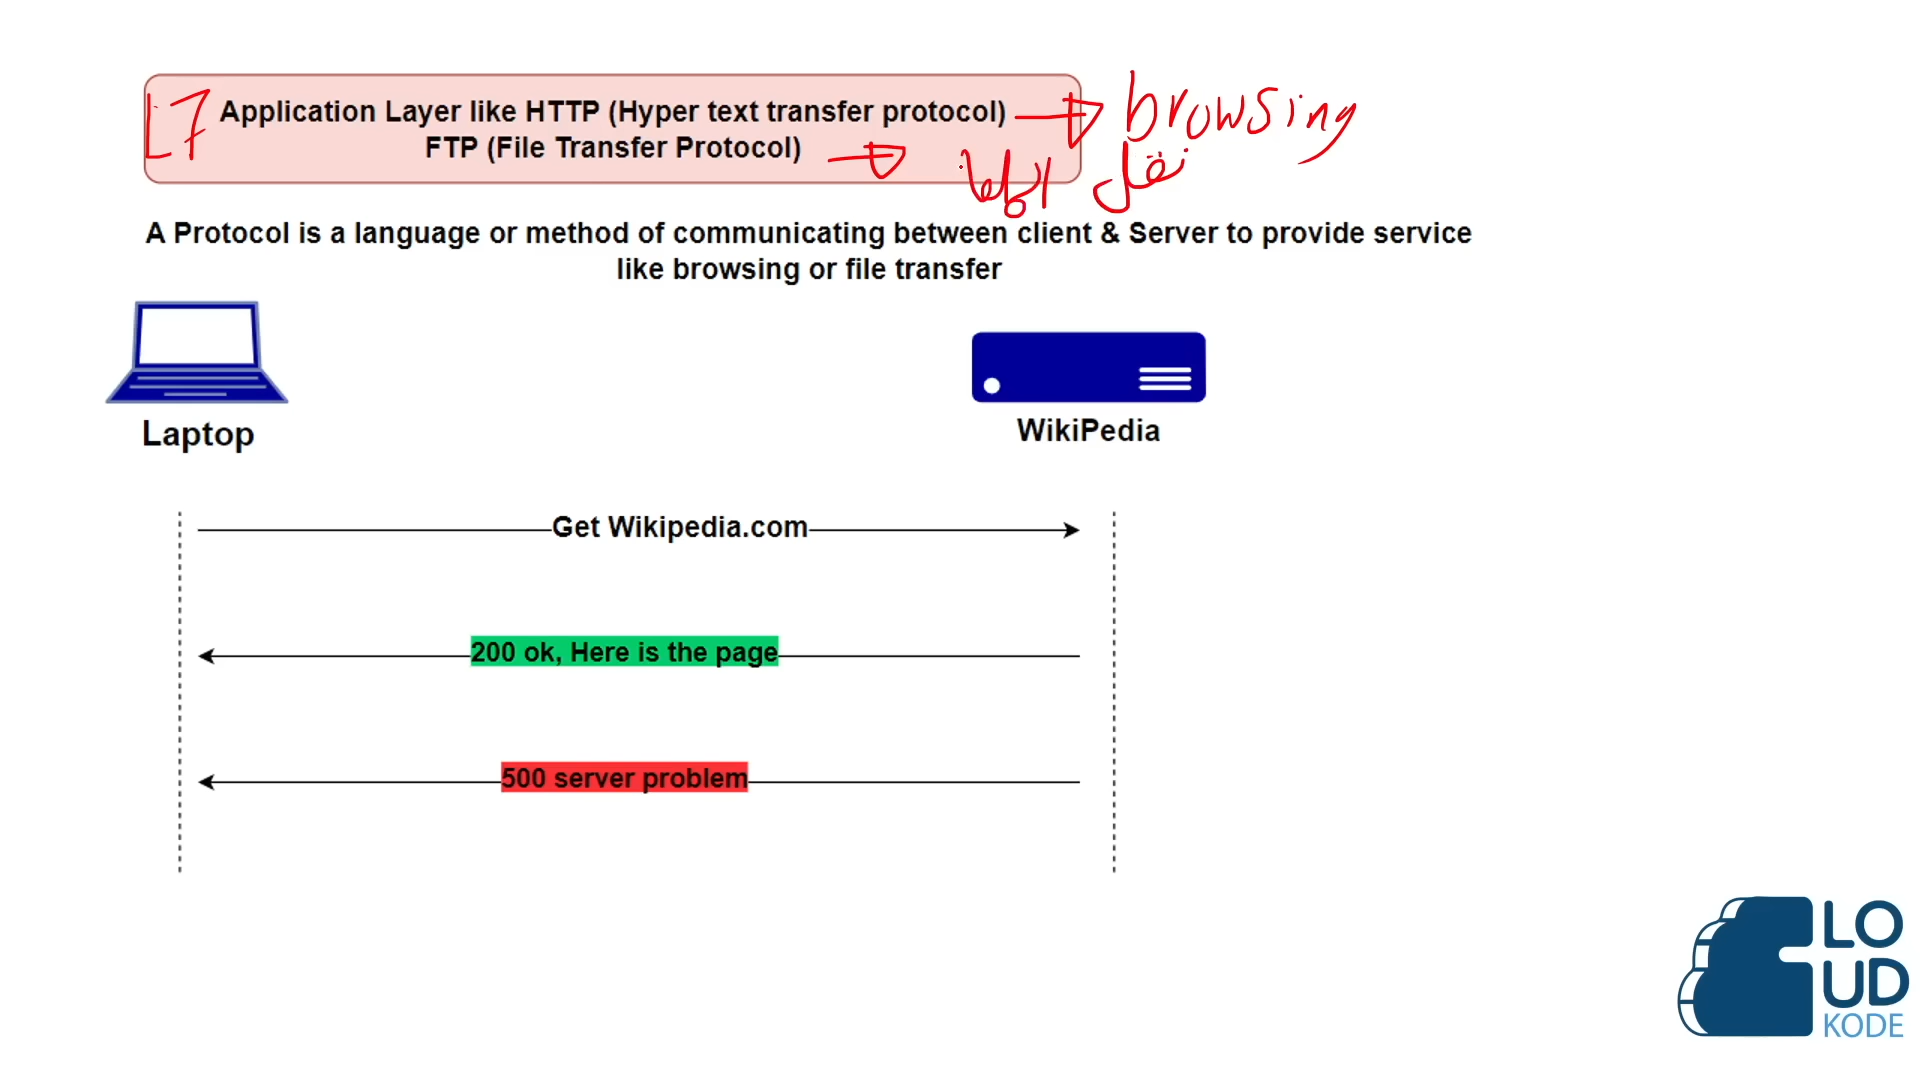 L7 Application Layer like HTTP (Hyper text transfer protocol) browsing
FTP (File Transfer Protocol) نقل
A Protocol is a language or method of communicating between client & Server to provide service
like browsing or file transfer
Laptop
WikiPedia
Get Wikipedia.com
200 ok, Here is the page
500 server problem
LO
UD
KODE